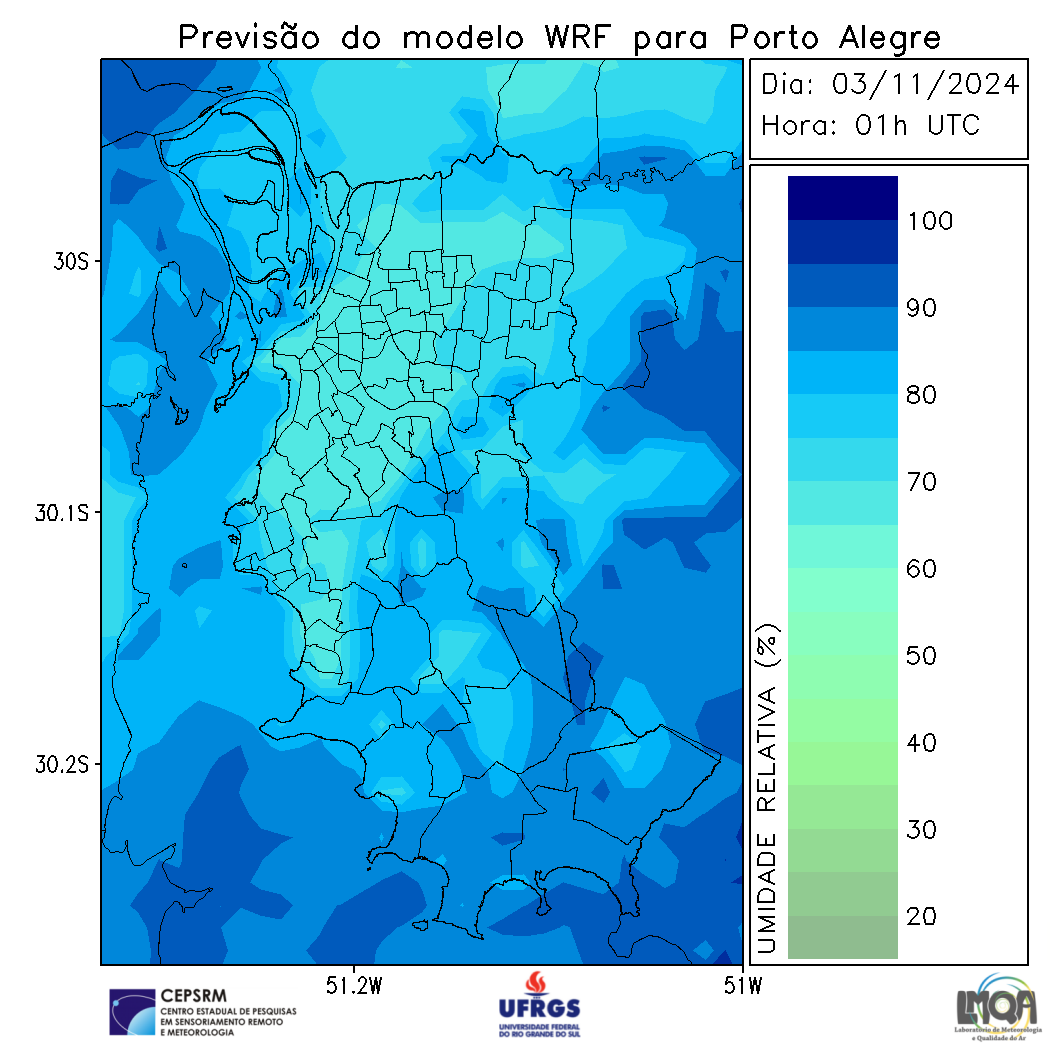 Previsão do modelo WRF para Porto Alegre
Dia: 03/11/2024
Hora: 01h UTC
30S
30.1S
30.2S
51.2W
51W
UMIDADE RELATIVA (%)
100
90
80
70
60
50
40
30
20
CEPSRM
CENTRO ESTADUAL DE PESQUISAS
EM SENSORIAMENTO REMOTO
E METEOROLOGIA
UFRGS
UNIVERSIDADE FEDERAL
DO RIO GRANDE DO SUL
LMQA
Laboratório de Meteorologia
e Qualidade do Ar